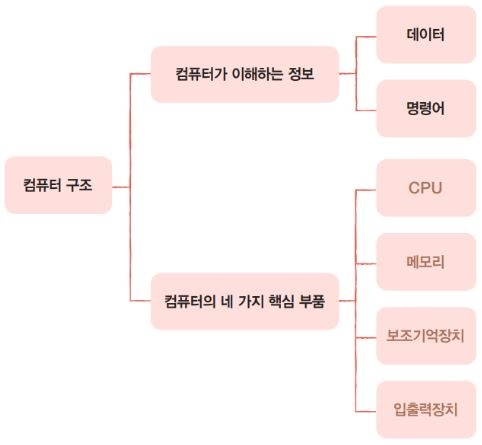 컴퓨터 구조
컴퓨터가 이해하는 정보
데이터
명령어
컴퓨터의 네 가지 핵심 부품
CPU
메모리
보조기억장치
입출력장치